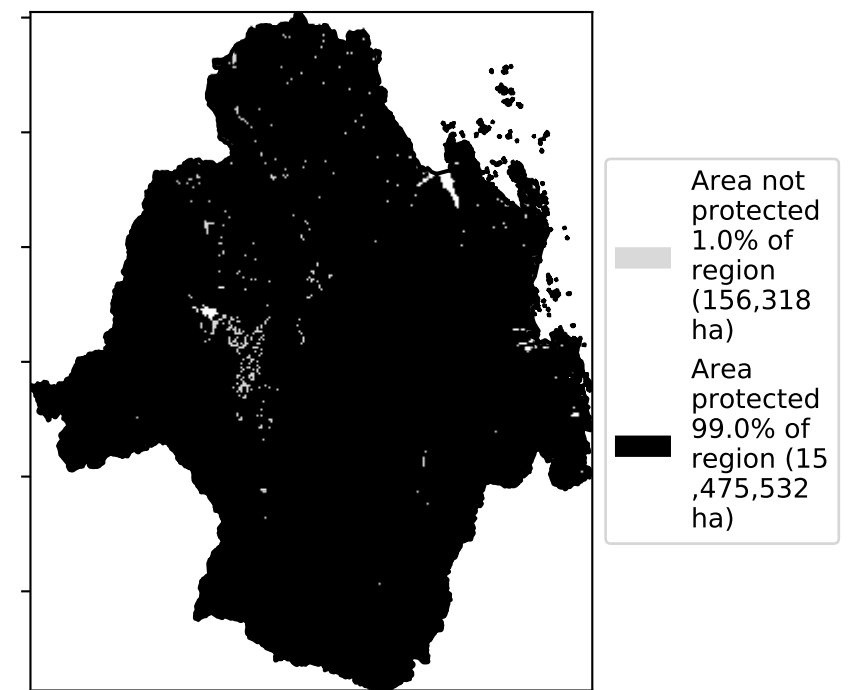 Area not
protected
1.0% of
region
(156,318
ha)
Area
protected
99.0% of
region (15
,475,532
ha)